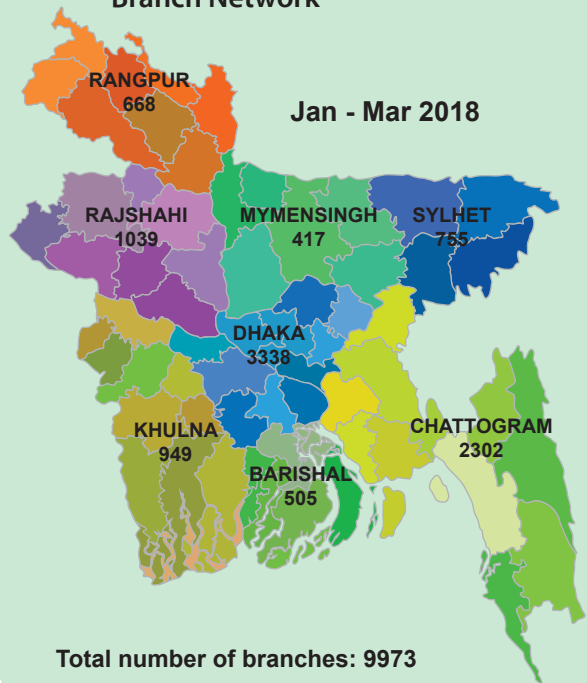 Branch Network
RANGPUR
668
Jan - Mar 2018
RAJSHAHI
1039
MYMENSINGH
417
SYLHET
755
DHAKA
3338
KHULNA
949
BARISHAL
505
CHATTOGRAM
2302
Total number of branches: 9973